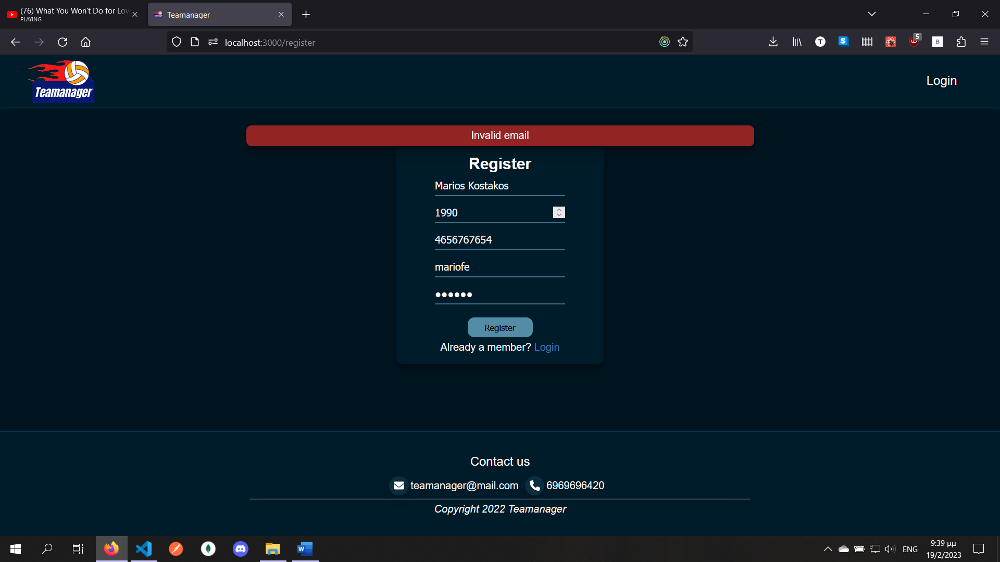 (76) What You Won't Do for Lov
PLAYING
Teamanager
localhost:3000/register
T
S
5
B
Teamanager
Login
Invalid email
Register
Marios Kostakos
1990
4656767654
mariofe
Register
Already a member? Login
Contact us
teamanager@mail.com 6969696420
Copyright 2022 Teamanager
W
ENG
9:39 μμ
19/2/2023